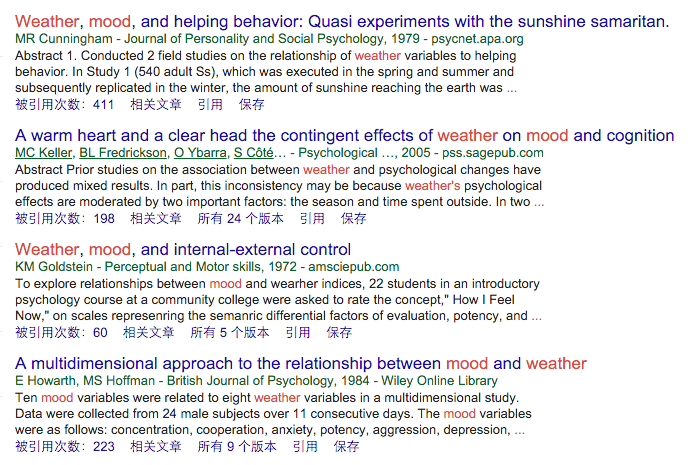 Weather, mood, and helping behavior: Quasi experiments with the sunshine samaritan.
MR Cunningham - Journal of Personality and Social Psychology, 1979 - psycnet.apa.org
Abstract 1. Conducted 2 field studies on the relationship of weather variables to helping
behavior. In Study 1 (540 adult Ss), which was executed in the spring and summer and
subsequently replicated in the winter, the amount of sunshine reaching the earth was ...
被引用次数：411 相关文章 引用 保存
A warm heart and a clear head the contingent effects of weather on mood and cognition
MC Keller, BL Fredrickson, O Ybarra, S Côté… - Psychological …, 2005 - pss.sagepub.com
Abstract Prior studies on the association between weather and psychological changes have
produced mixed results. In part, this inconsistency may be because weather's psychological
effects are moderated by two important factors: the season and time spent outside. In two ...
被引用次数：198 相关文章 所有 24 个版本 引用 保存
Weather, mood, and internal-external control
KM Goldstein - Perceptual and Motor skills, 1972 - amsciepub.com
To explore relationships between mood and wearher indices, 22 students in an introductory
psychology course at a community college were asked to rate the concept," How I Feel
Now," on scales represenring the semanric differential factors of evaluation, potency, and ...
被引用次数：60 相关文章 所有 5 个版本 引用 保存
A multidimensional approach to the relationship between mood and weather
E Howarth, MS Hoffman - British Journal of Psychology, 1984 - Wiley Online Library
Ten mood variables were related to eight weather variables in a multidimensional study.
Data were collected from 24 male subjects over 11 consecutive days. The mood variables
were as follows: concentration, cooperation, anxiety, potency, aggression, depression, ...
被引用次数：223 相关文章 所有 9 个版本 引用 保存